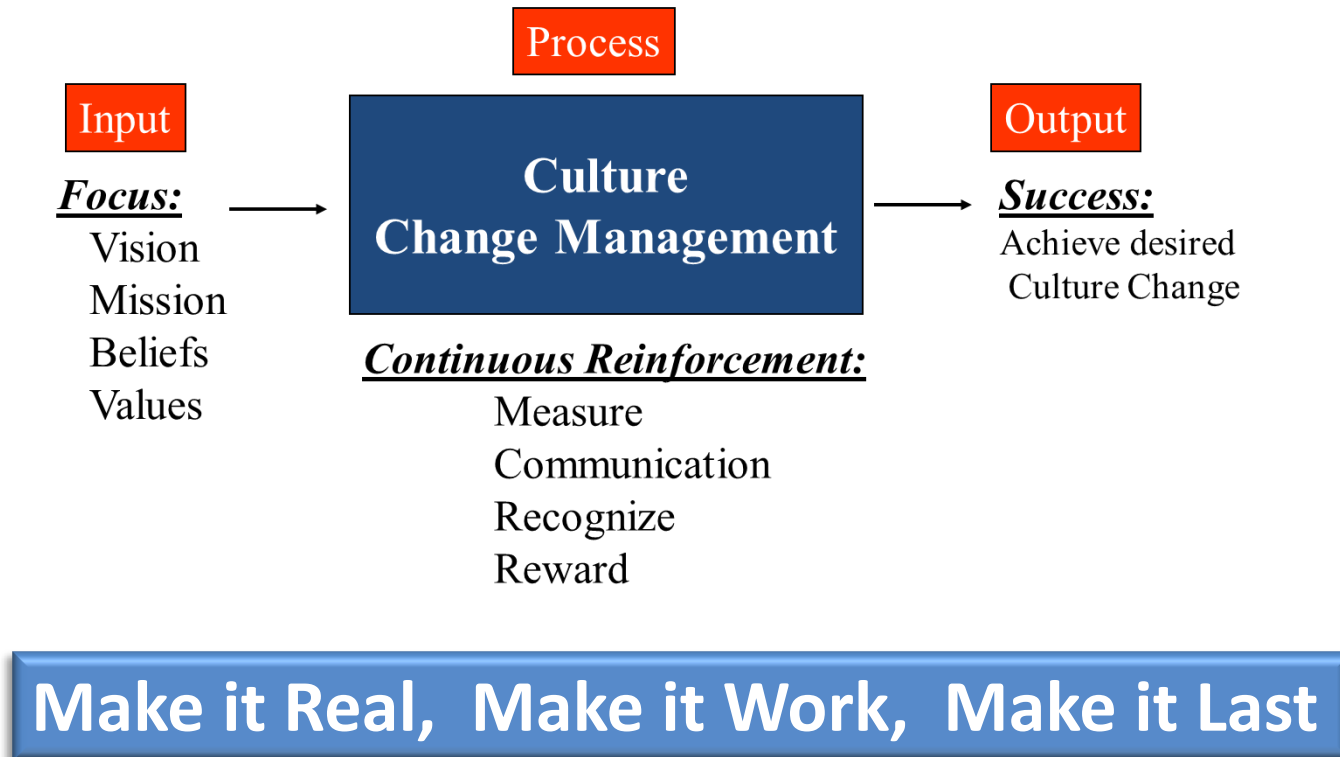 Process
Input
Output
Culture
Change Management
Focus:
Vision
Mission
Beliefs
Values
Success:
Achieve desired
Culture Change
Continuous Reinforcement:
Measure
Communication
Recognize
Reward
Make it Real, Make it Work, Make it Last